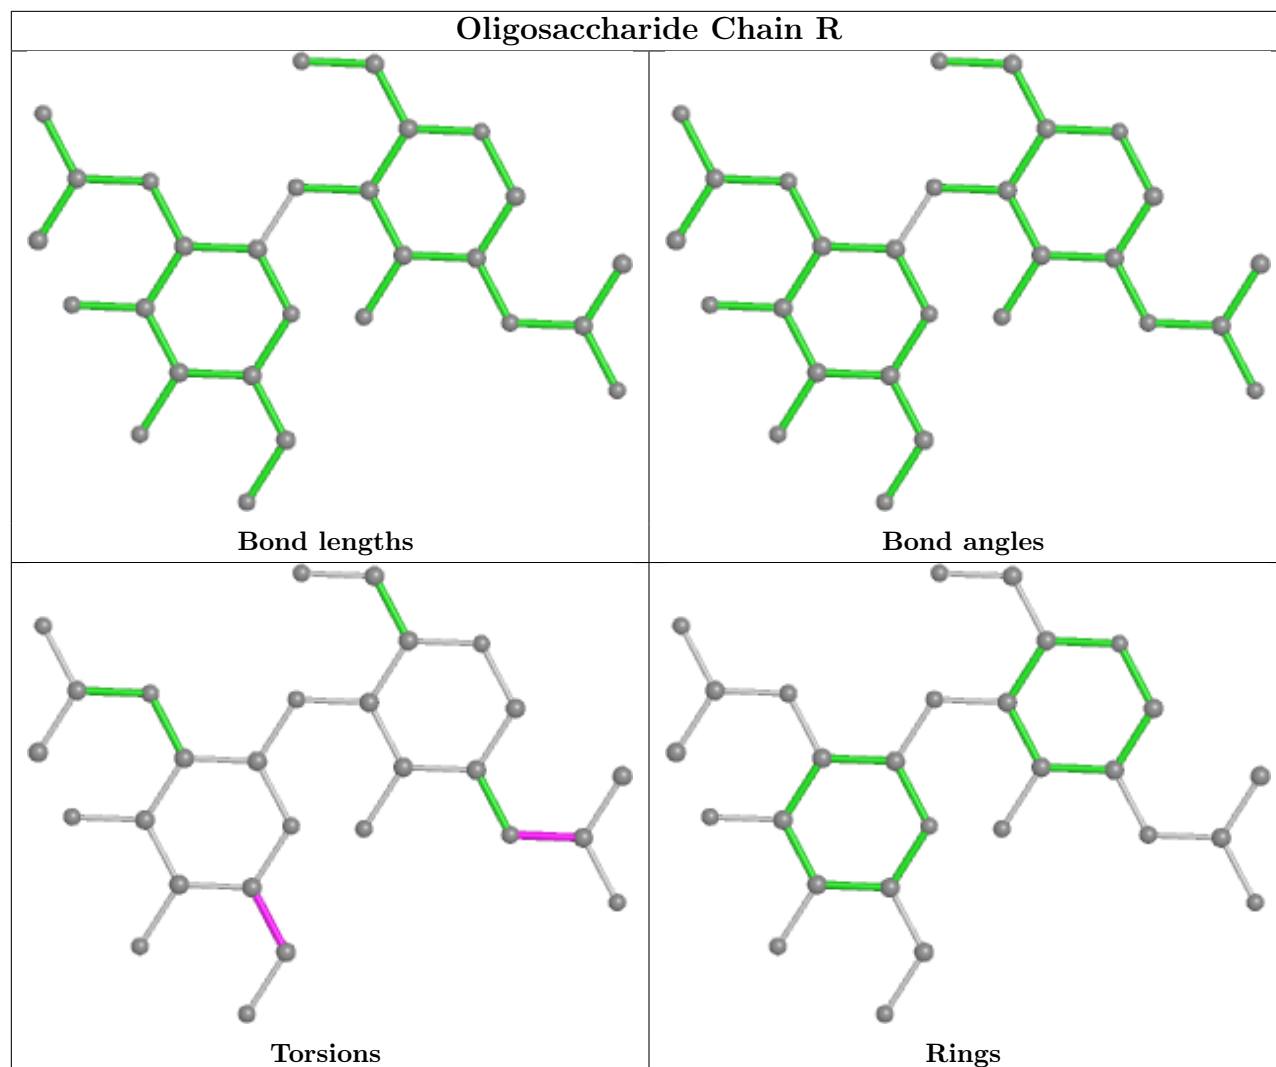 Oligosaccharide Chain R
Bond lengths
Bond angles
Torsions
Rings